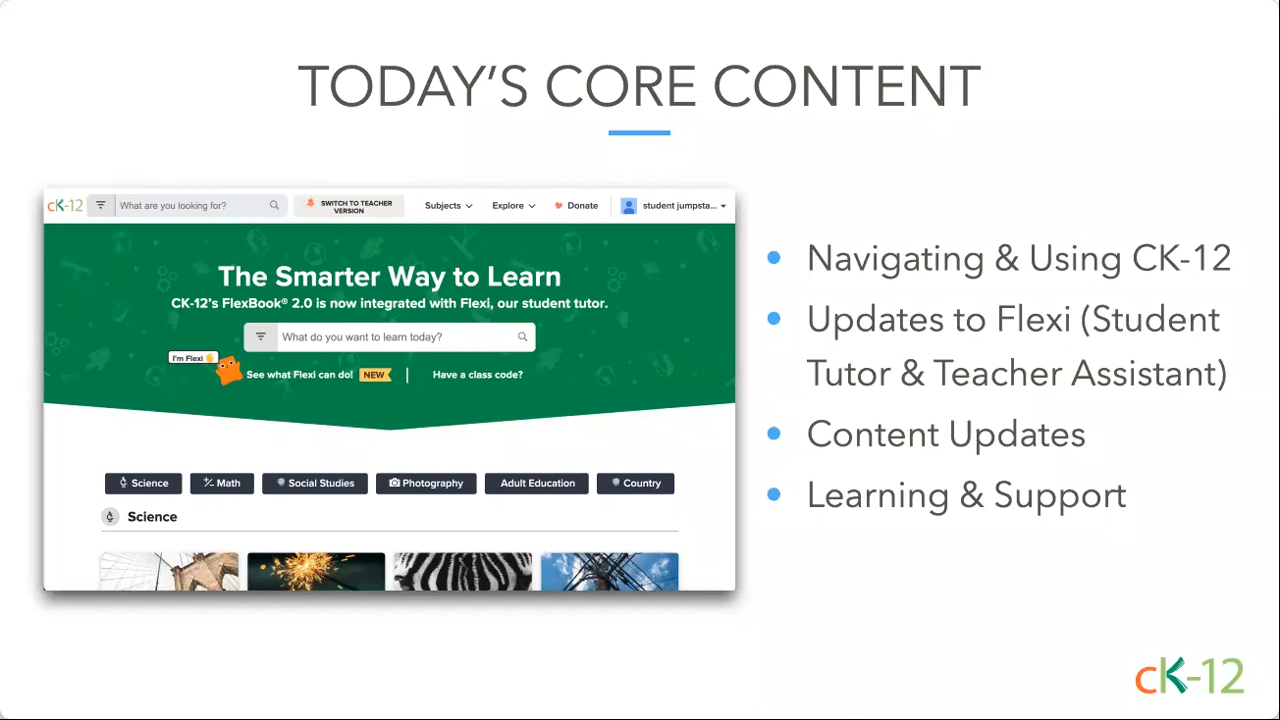 TODAY'S CORE CONTENT
cK-12
What are you looking for?
SWITCH TO TEACHER
VERSION
Subjects
Explore
Donate
student jumpsta...
The Smarter Way to Learn
CK-12's FlexBook® 2.0 is now integrated with Flexi, our student tutor.
What do you want to learn today?
I'm Flexi
See what Flexi can do! NEW | Have a class code?
Science
Math
Social Studies
Photography
Adult Education
Country
Science
• Navigating & Using CK-12
• Updates to Flexi (Student
Tutor & Teacher Assistant)
• Content Updates
• Learning & Support
cK-12